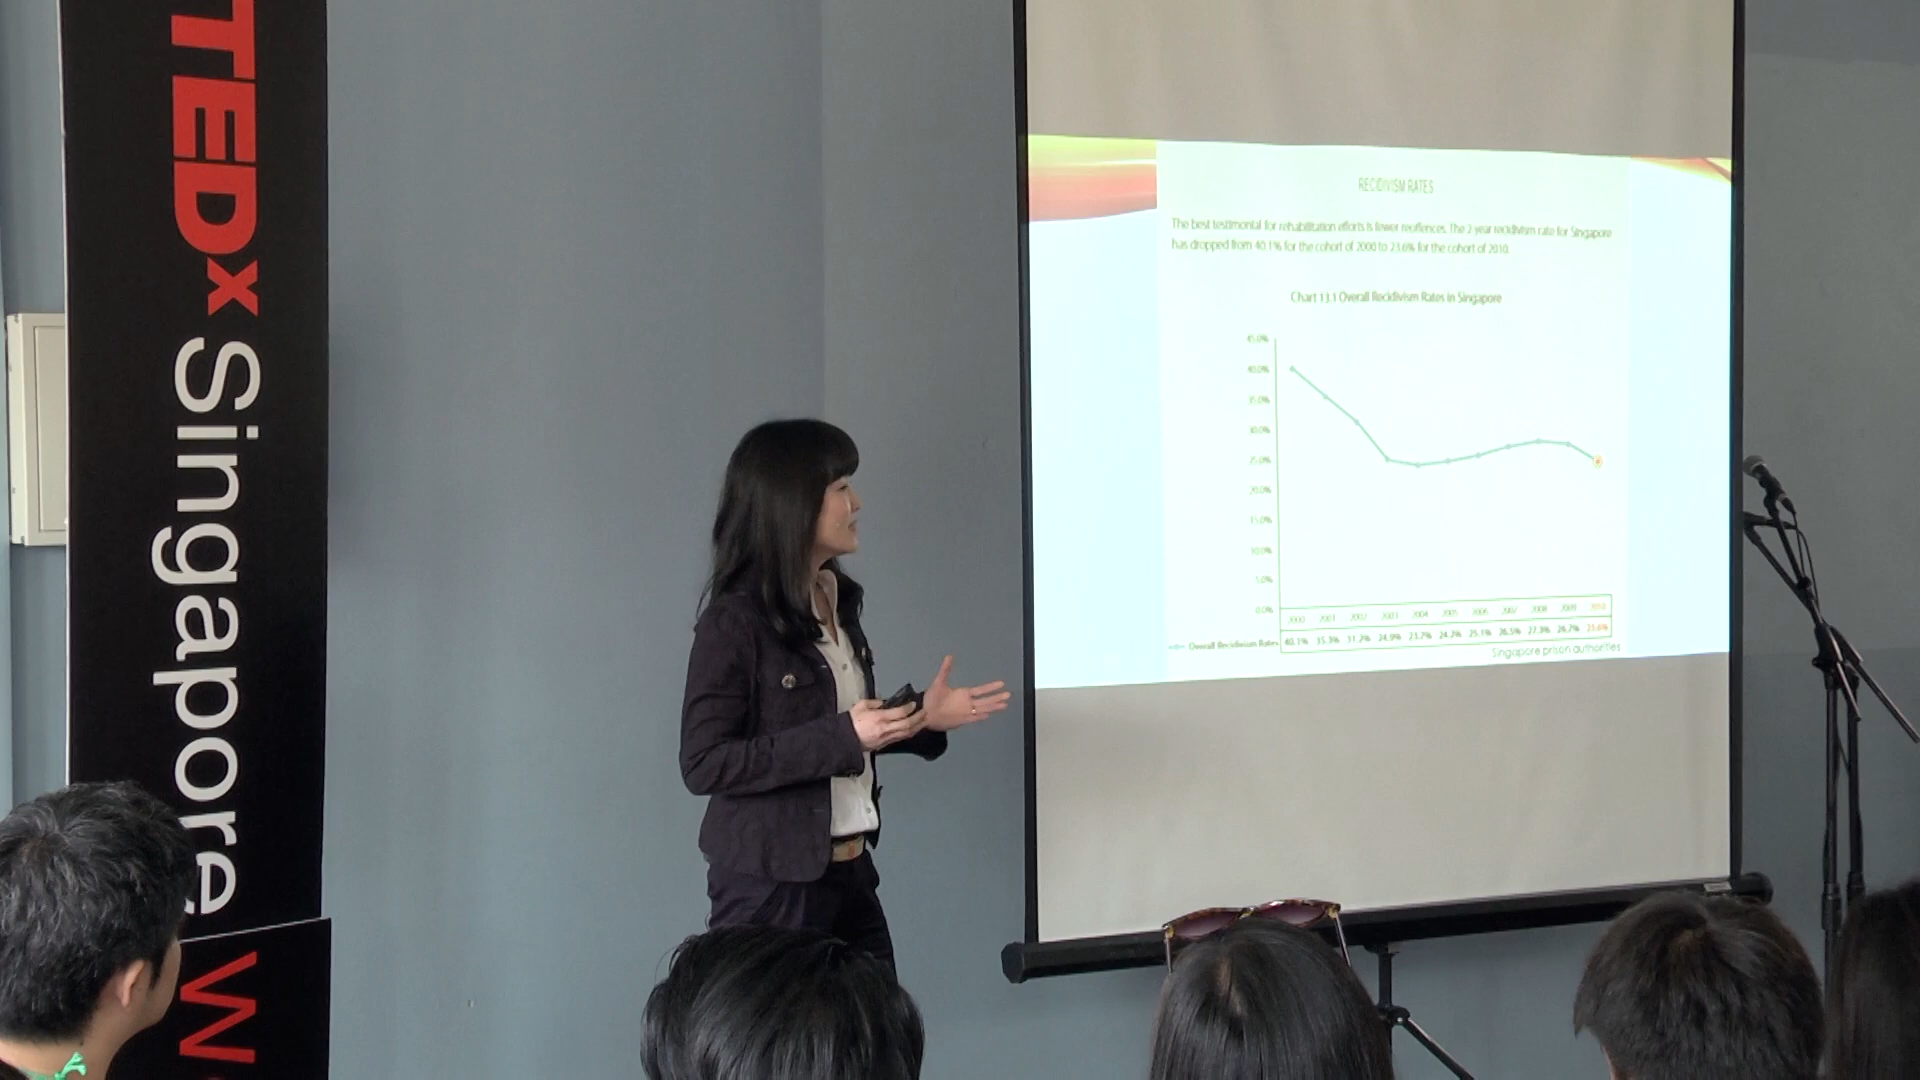 TEDx Singapore W
RECIDIVISM RATES
The best testimonial for rehabilitation efforts is fewer reoffences. The 2 year recidivism rate for Singapore
has dropped from 40.1% for the cohort of 2000 to 23.6% for the cohort of 2010.
Chart 13.1 Overall Recidivism Rates in Singapore
45.0%
40.0%
35.0%
30.0%
25.0%
20.0%
15.0%
10.0%
5.0%
0.0%
2000 2001 2002 2003 2004 2005 2006 2007 2008 2009 2010
Overall Recidivism Rates 40.1% 35.3% 31.2% 24.9% 23.7% 24.2% 25.1% 26.5% 27.3% 26.7% 23.6%
Singapore prison authorities